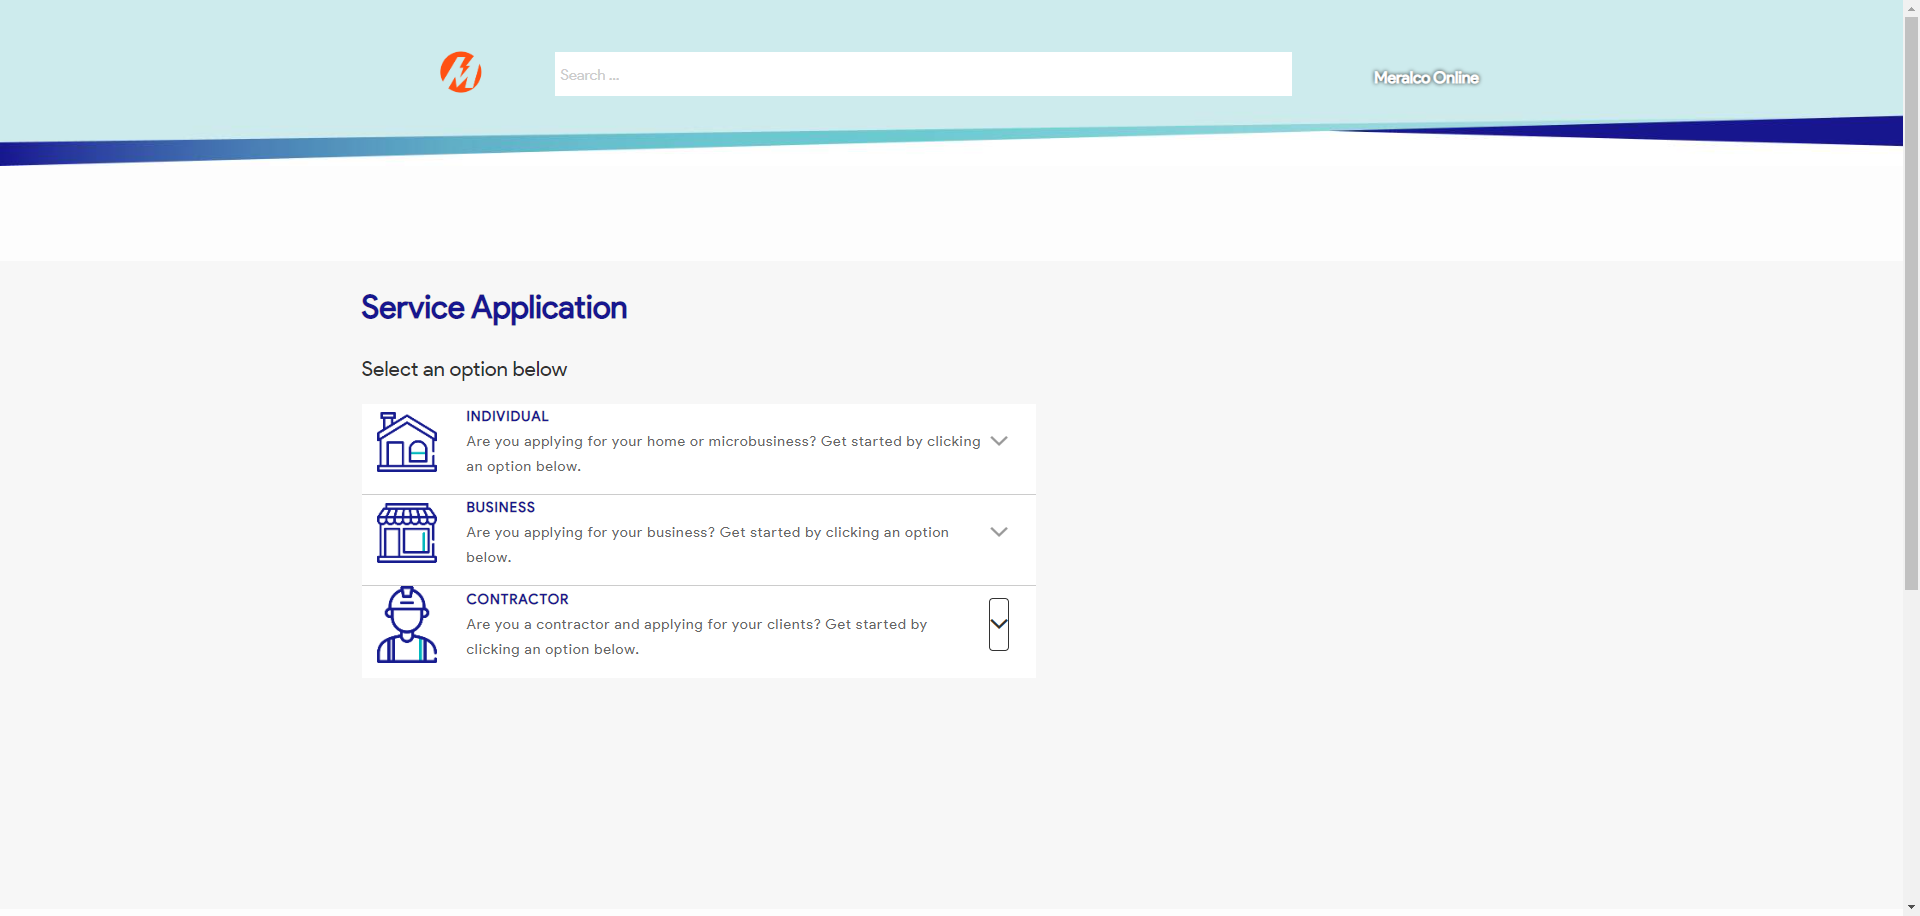 Search ...
Meralco Online
Service Application
Select an option below
INDIVIDUAL
Are you applying for your home or microbusiness? Get started by clicking
an option below.
BUSINESS
Are you applying for your business? Get started by clicking an option
below.
CONTRACTOR
Are you a contractor and applying for your clients? Get started by
clicking an option below.